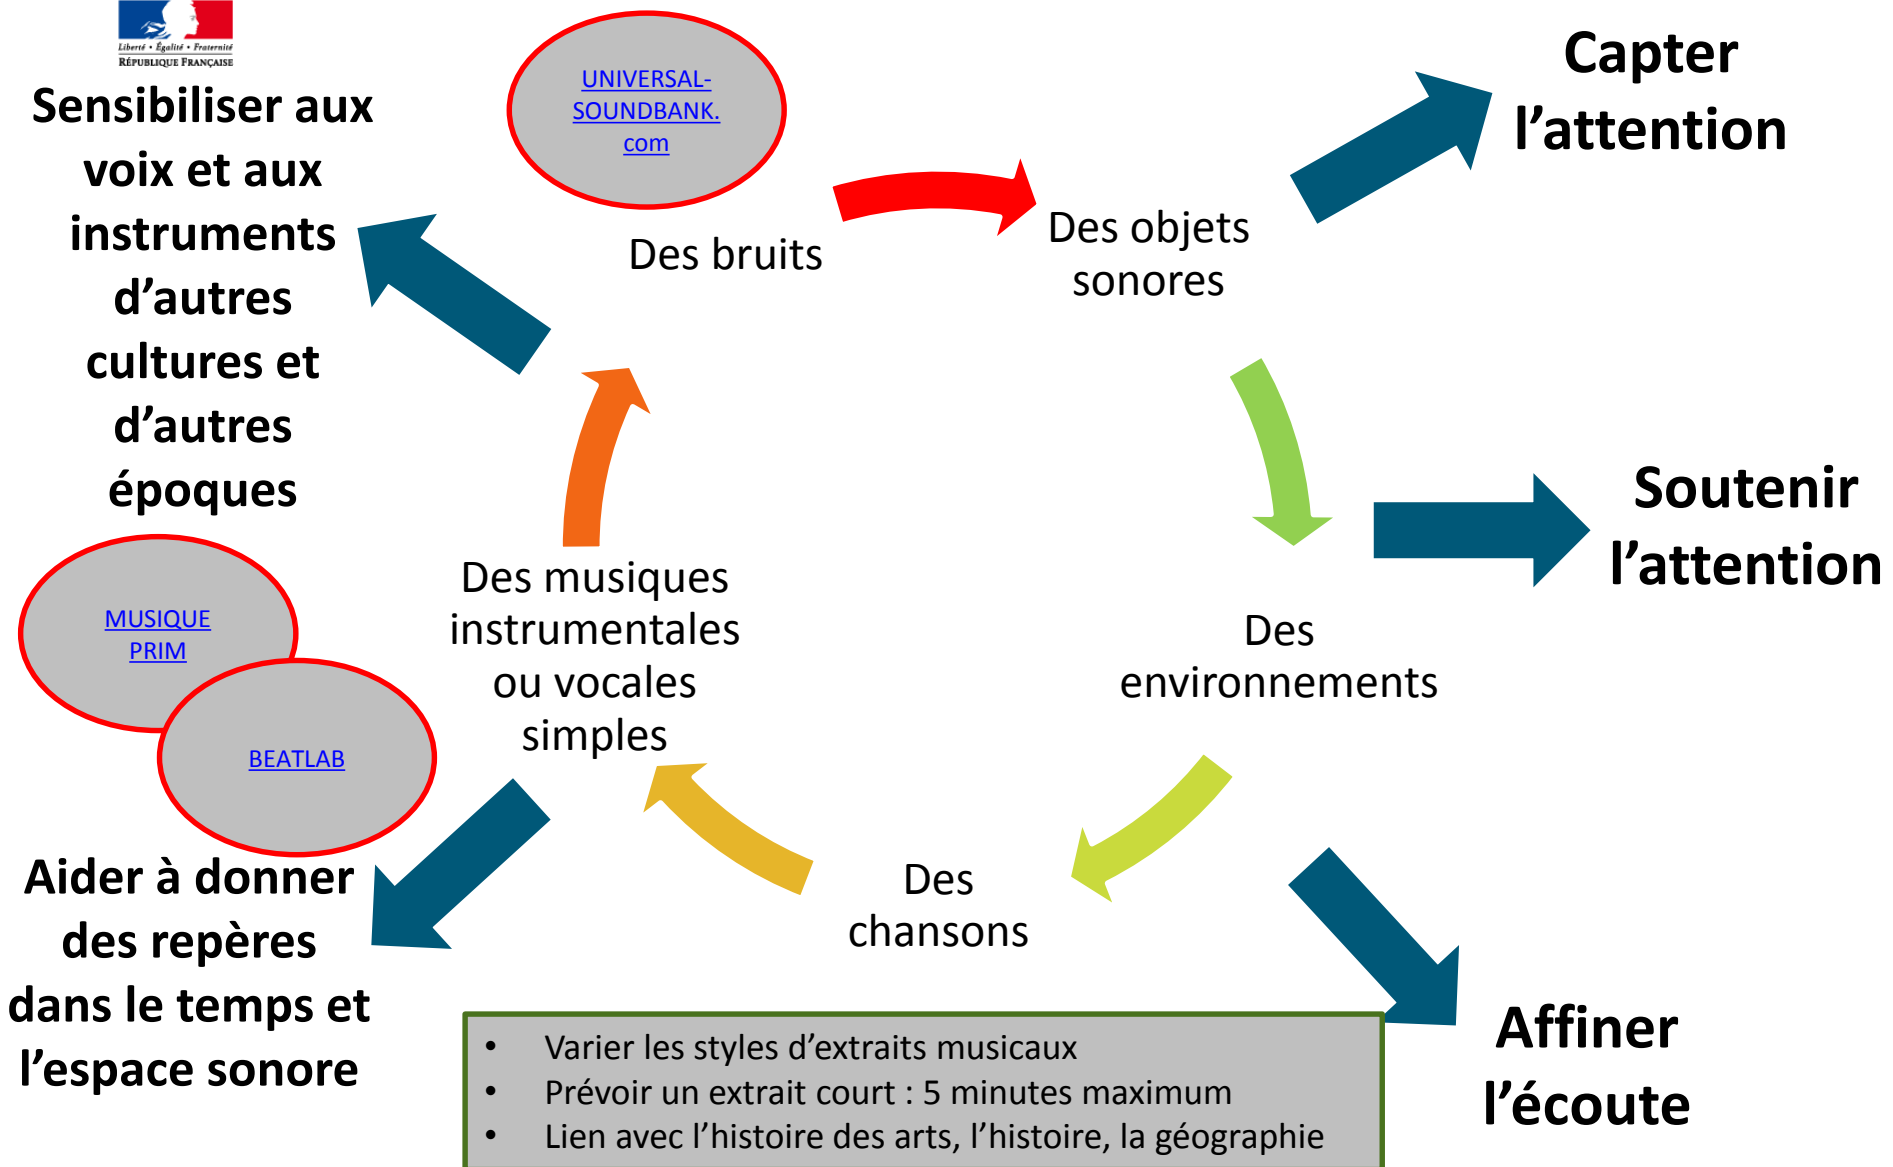 Liberté • Égalité • Fraternité
RÉPUBLIQUE FRANÇAISE
Sensibiliser aux
voix et aux
instruments
d’autres
cultures et
d’autres
époques
UNIVERSAL-
SOUNDBANK.
com
Des bruits
Des objets
sonores
Capter
l’attention
Soutenir
l’attention
Des
environnements
Des musiques
instrumentales
ou vocales
simples
MUSIQUE
PRIM
BEATLAB
Des
chansons
Aider à donner
des repères
dans le temps et
l’espace sonore
Affiner
l’écoute
• Varier les styles d’extraits musicaux
• Prévoir un extrait court : 5 minutes maximum
• Lien avec l’histoire des arts, l’histoire, la géographie